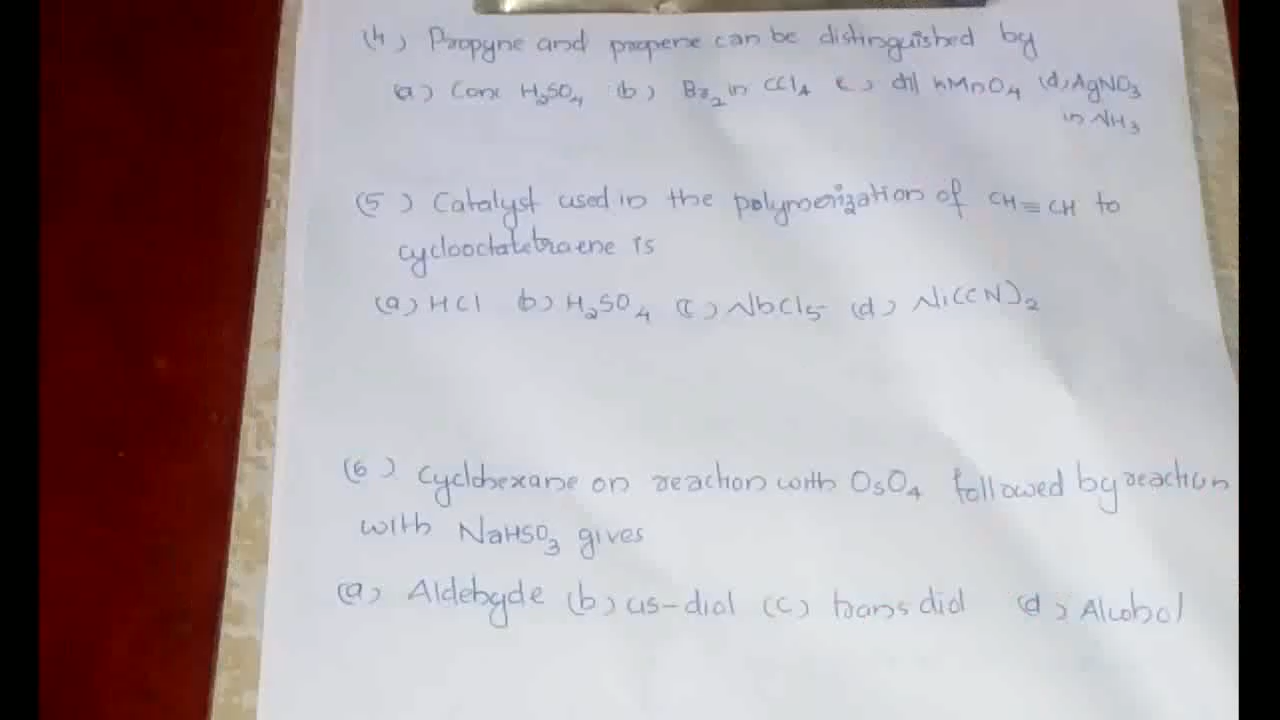 (4) Propyne and propene can be distinguished by
(a) Conc H₂SO₄ (b) Br₂ in CCl₄ c) dil KMnO₄ (d) AgNO₃
in NH₃
(5) Catalyst used in the polymerization of CH≡CH to
cyclooctatetraene is
(a) HCl b) H₂SO₄ (c) NbCl₅ (d) Ni(CN)₂
(6) Cyclohexane on reaction with OsO₄ followed by reaction
with NaHSO₃ gives
(a) Aldehyde (b) cis-diol (c) trans diol (d) Alcohol